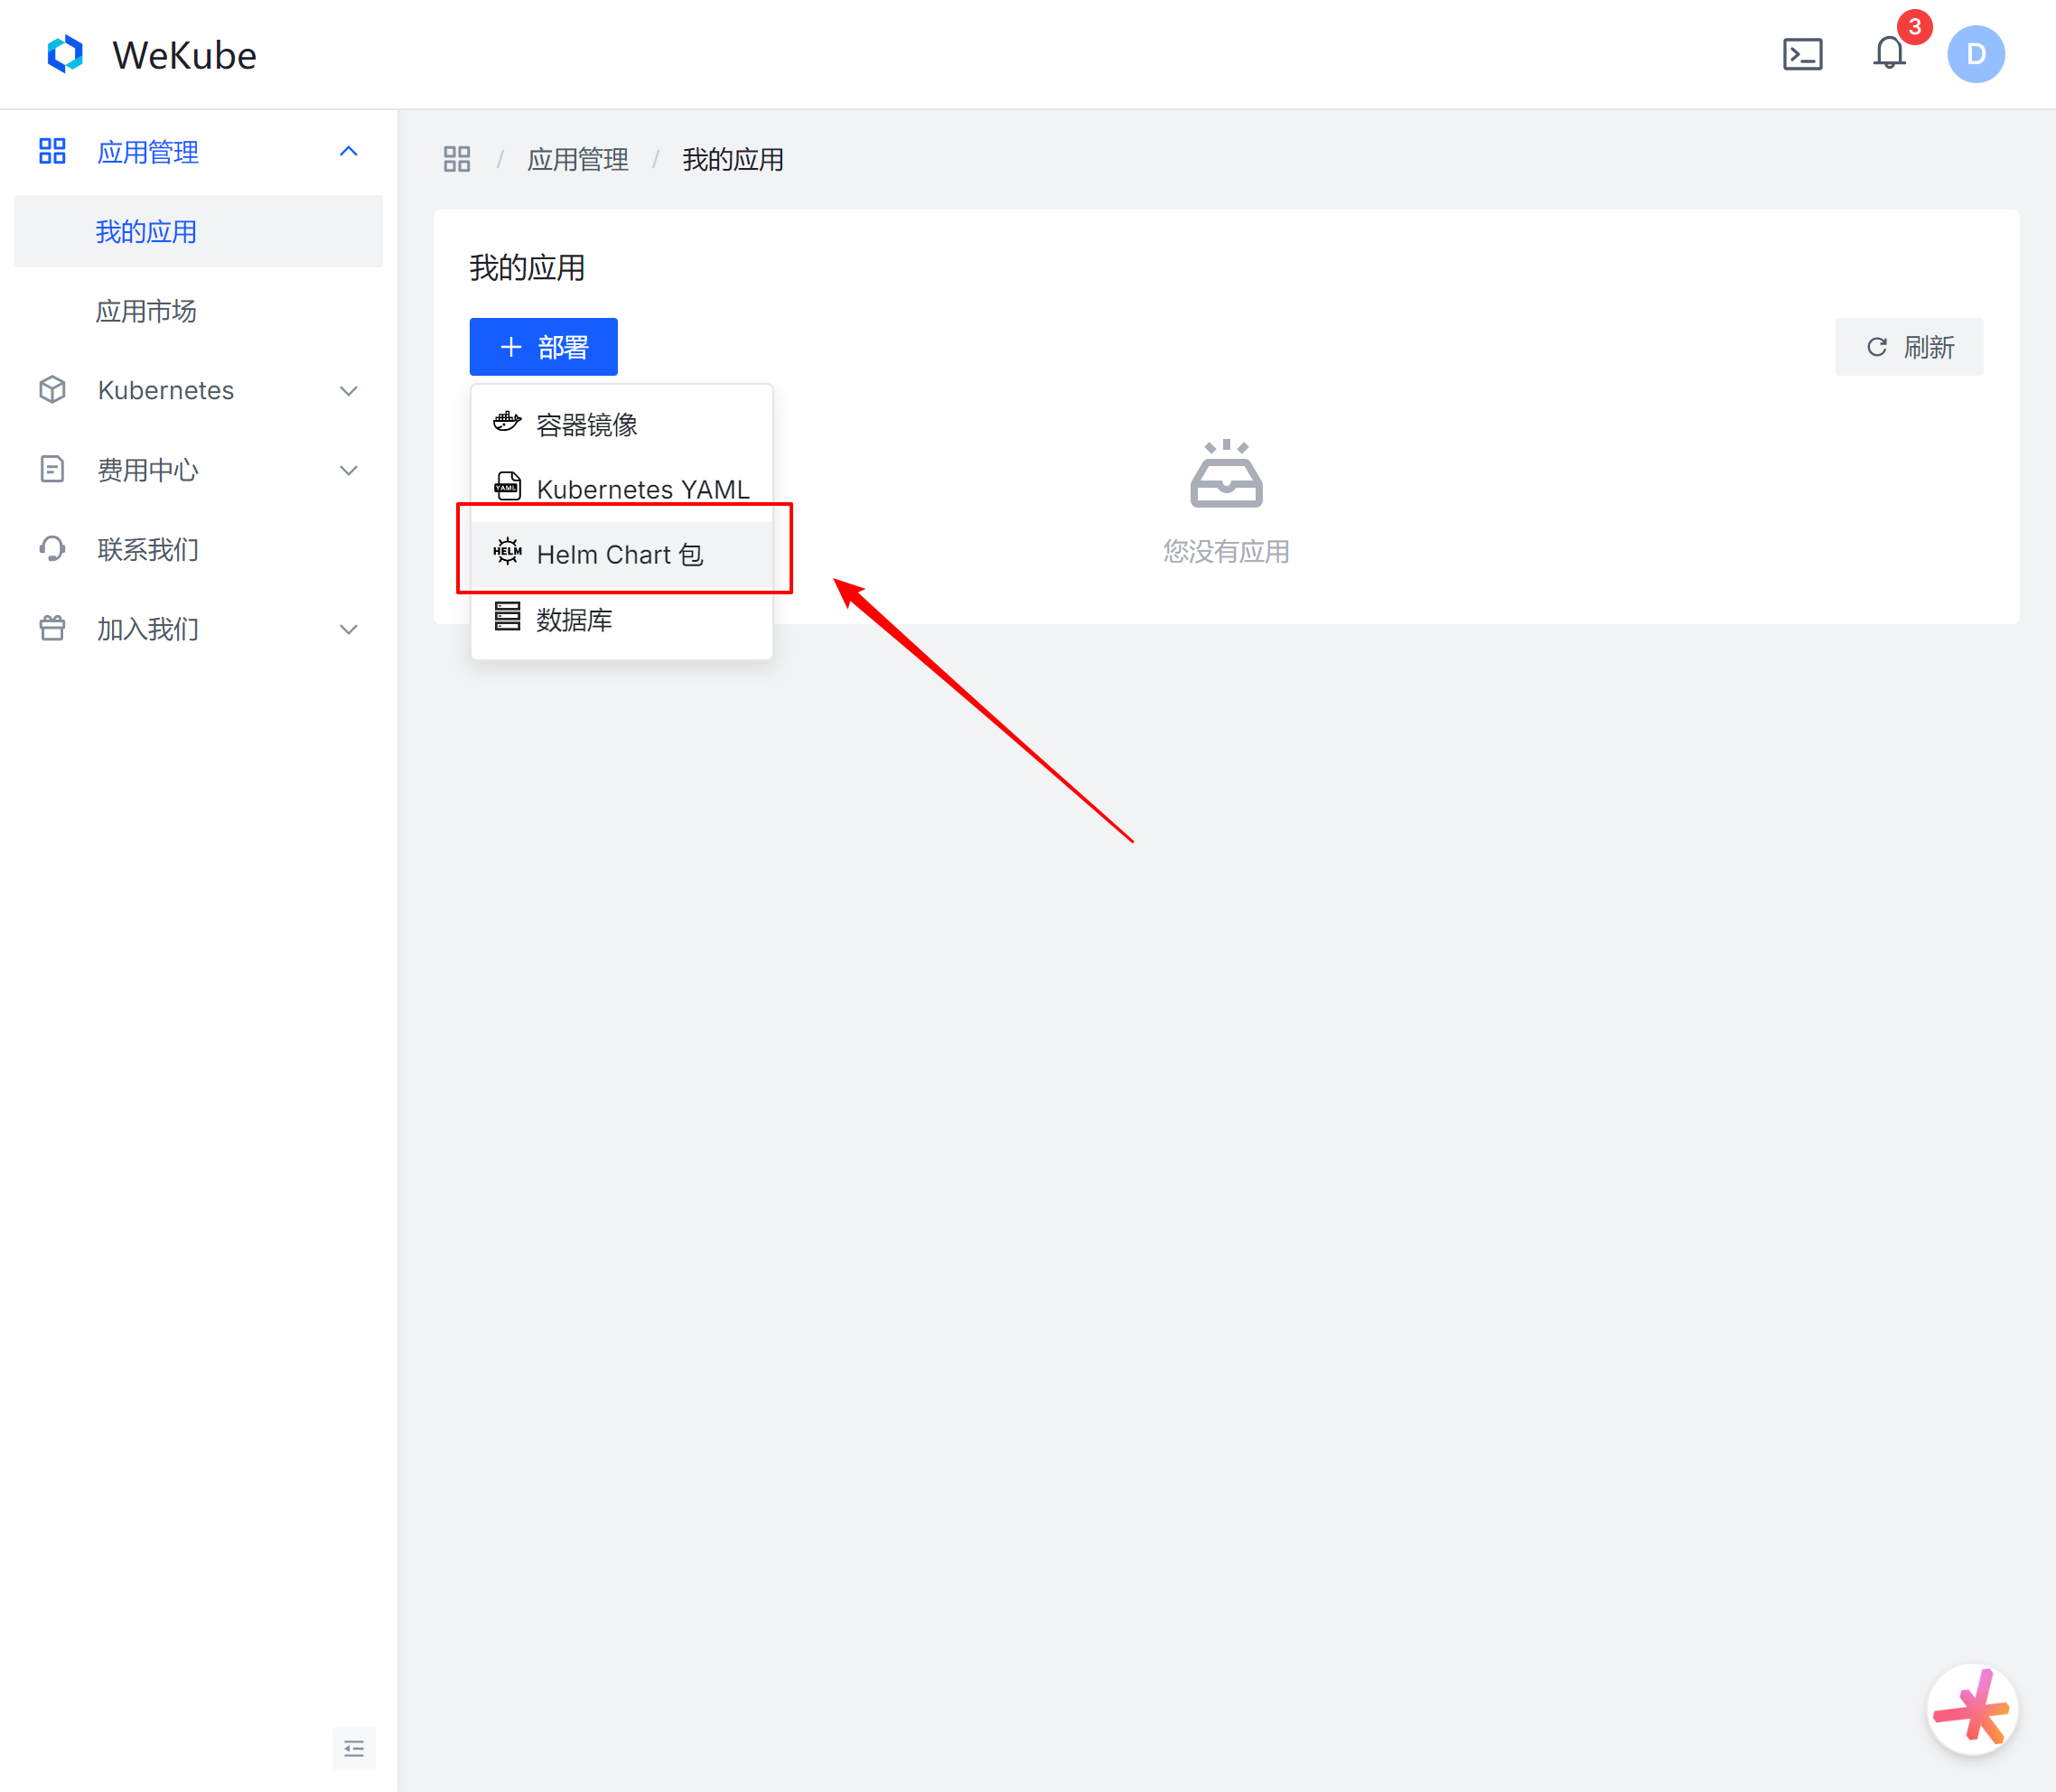 WeKube
3
D
应用管理
我的应用
应用市场
Kubernetes
费用中心
联系我们
加入我们
/ 应用管理 / 我的应用
我的应用
部署
刷新
容器镜像
YAML Kubernetes YAML
HELM Helm Chart 包
数据库
您没有应用